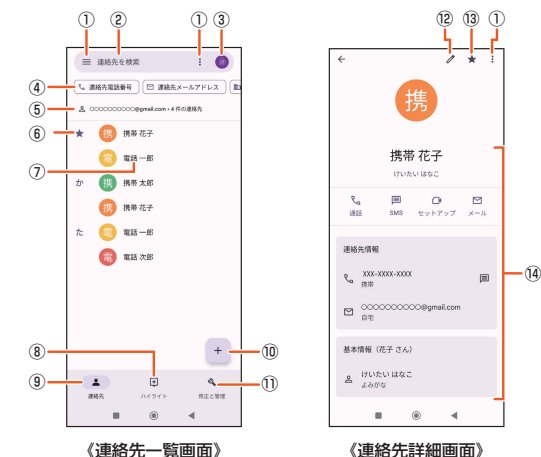 ① ② ① ③
連絡先を検索
④ 連絡先電話番号 連絡先メールアドレス
⑤ ○○○○○○○○○○@gmail.com・4 件の連絡先
⑥ ★ 携 携帯 花子
⑦ 電 電話 一郎
か 携 携帯 太郎
携 携帯 花子
た 電 電話 一郎
電 電話 次郎
⑧ + ⑩
⑨ ⑪
連絡先 ハイライト 修正と管理
《連絡先一覧画面》
⑫ ⑬ ①
携
携帯 花子
けいたい はなこ
通話 SMS セットアップ メール
連絡先情報
XXX-XXXX-XXXX
携帯
⑭
○○○○○○○○○○@gmail.com
自宅
基本情報（花子 さん）
けいたい はなこ
よみがな
《連絡先詳細画面》